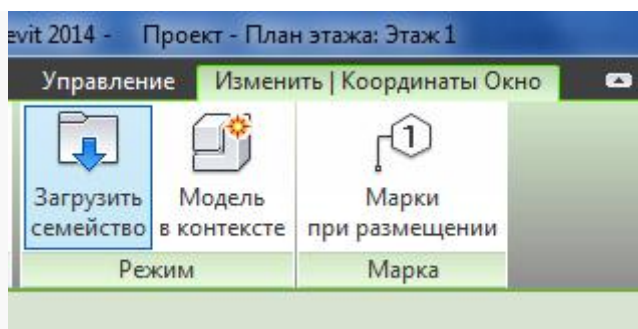 evit 2014 - Проект - План этажа: Этаж 1
Управление Изменить | Координаты Окно
Загрузить семейство
Модель в контексте
Марки при размещении
1
Режим Марка